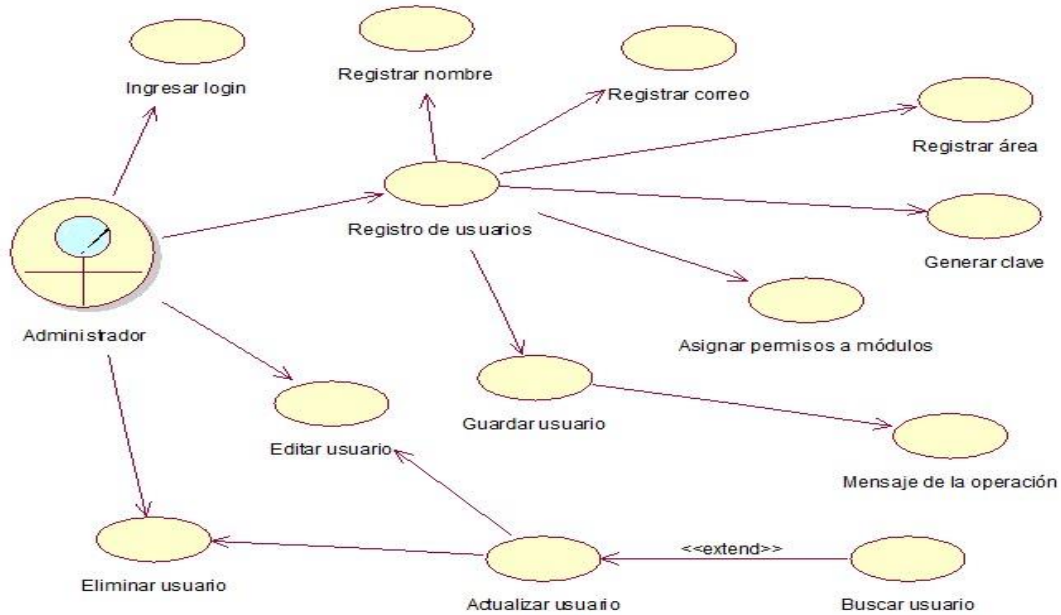 Ingresar login
Registrar nombre
Registrar correo
Registrar área
Registro de usuarios
Generar clave
Administrador
Asignar permisos a módulos
Editar usuario
Guardar usuario
Mensaje de la operación
<<extend>>
Eliminar usuario
Actualizar usuario
Buscar usuario